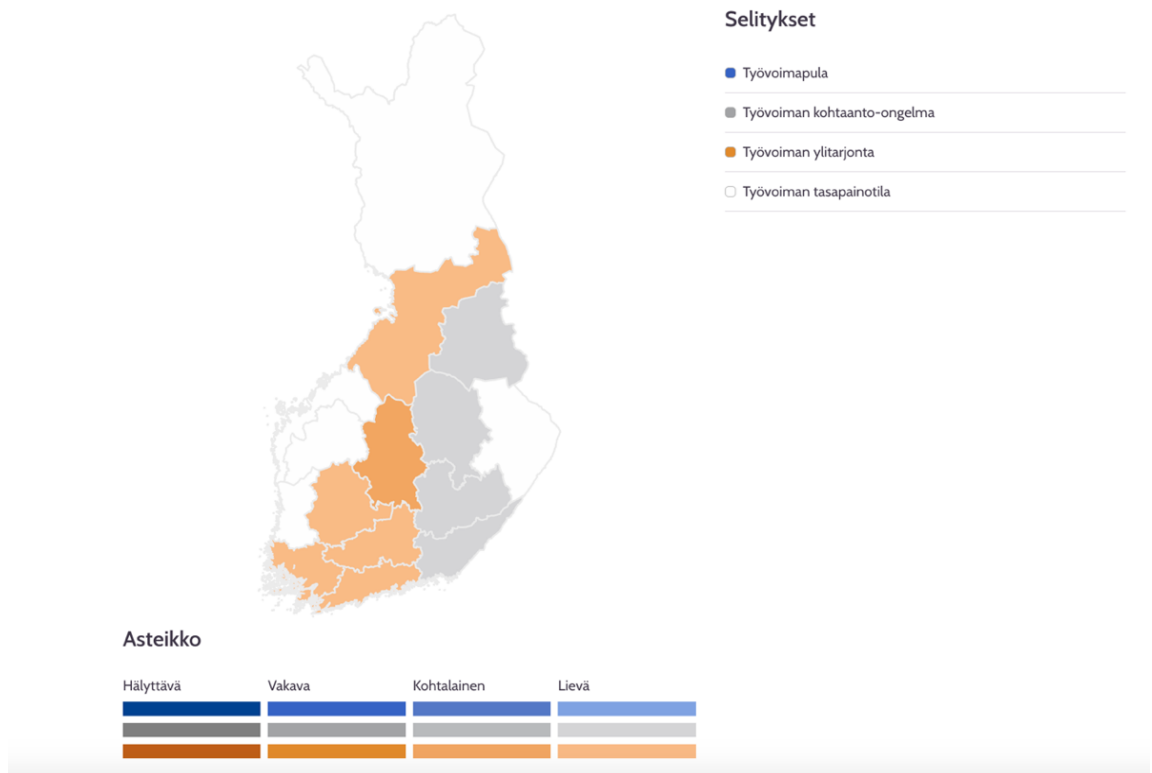 Selitykset
Työvoimapula
Työvoiman kohtaanto-ongelma
Työvoiman ylitarjonta
Työvoiman tasapainotila
Asteikko
Hälyttävä Vakava Kohtalainen Lievä